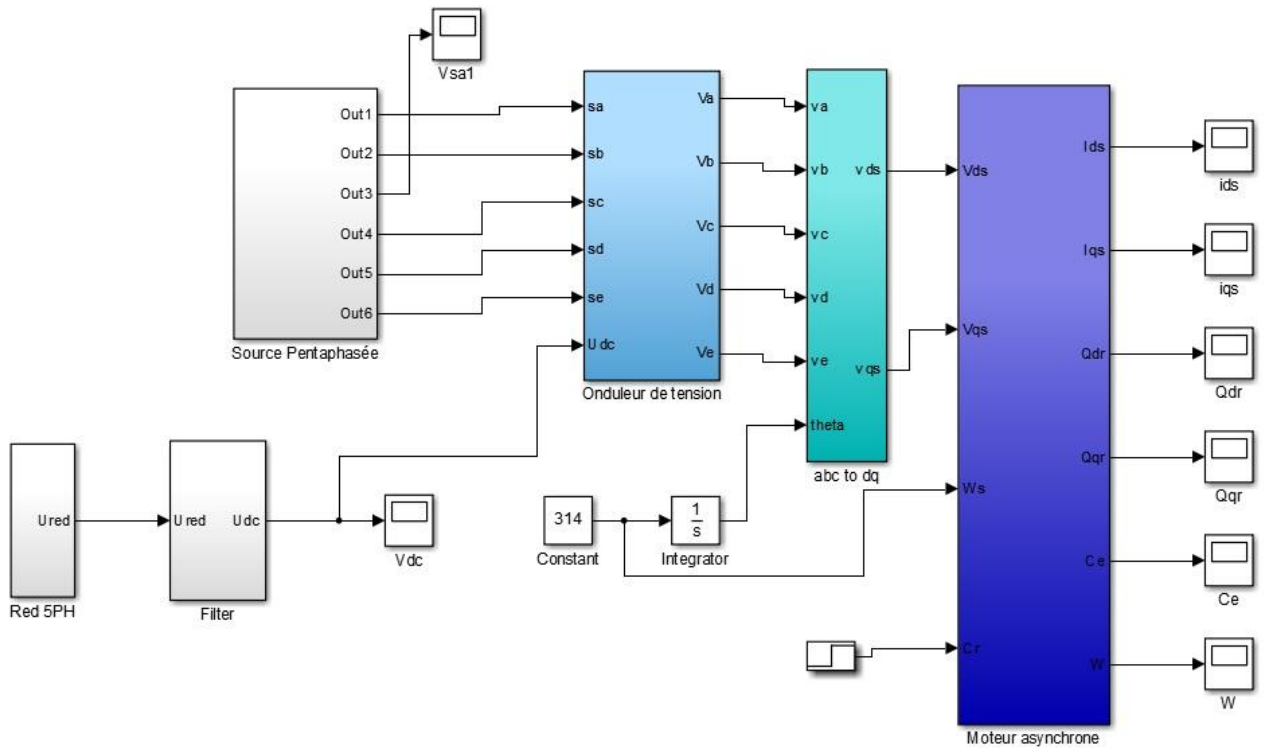 Vsa1
Out1
Out2
Out3
Out4
Out5
Out6
Source Pentaphasée
sa
sb
sc
sd
se
Udc
Va
Vb
Vc
Vd
Ve
Onduleur de tension
va
vb
vc
vd
ve
theta
vds
vqs
abc to dq
Vds
Vqs
Ws
Cr
Ids
Iqs
Qdr
Qqr
Ce
W
Moteur asynchrone
ids
iqs
Qdr
Qqr
Ce
W
Ured
Red 5PH
Ured
Udc
Filter
Vdc
314
Constant
1
s
Integrator